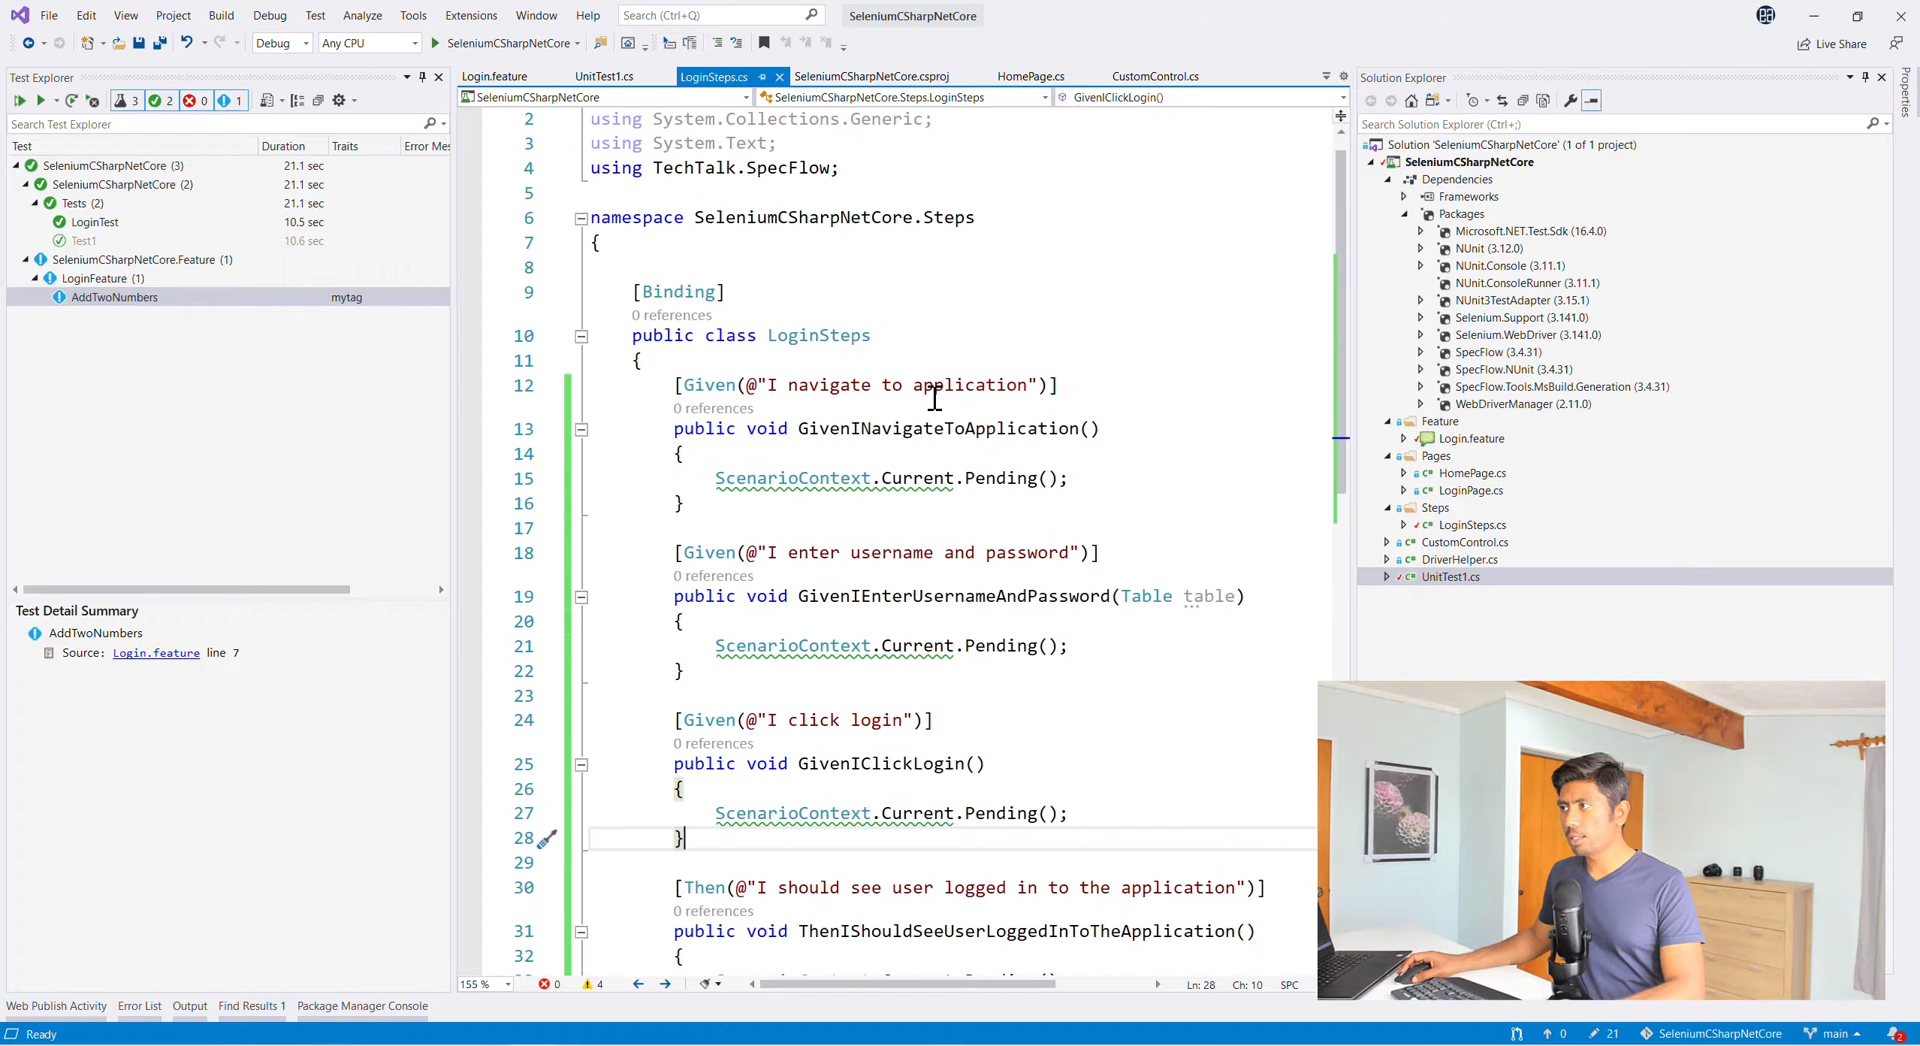 File Edit View Project Build Debug Test Analyze Tools Extensions Window Help Search (Ctrl+Q) SeleniumCSharpNetCore
Debug Any CPU SeleniumCSharpNetCore Live Share
Test Explorer
3 2 0 1
Search Test Explorer
Test Duration Traits Error Mes
SeleniumCSharpNetCore (3) 21.1 sec
SeleniumCSharpNetCore (2) 21.1 sec
Tests (2) 21.1 sec
LoginTest 10.5 sec
Test1 10.6 sec
SeleniumCSharpNetCore.Feature (1)
LoginFeature (1)
AddTwoNumbers mytag
Test Detail Summary
AddTwoNumbers
Source: Login.feature line 7
Login.feature UnitTest1.cs LoginSteps.cs SeleniumCSharpNetCore.csproj HomePage.cs CustomControl.cs
SeleniumCSharpNetCore SeleniumCSharpNetCore.Steps.LoginSteps GivenIClickLogin()
2 using System.Collections.Generic;
3 using System.Text;
4 using TechTalk.SpecFlow;
5
6 namespace SeleniumCSharpNetCore.Steps
7 {
8
9 [Binding]
0 references
10 public class LoginSteps
11 {
12 [Given(@"I navigate to application")]
0 references
13 public void GivenINavigateToApplication()
14 {
15 ScenarioContext.Current.Pending();
16 }
17
18 [Given(@"I enter username and password")]
0 references
19 public void GivenIEnterUsernameAndPassword(Table table)
20 {
21 ScenarioContext.Current.Pending();
22 }
23
24 [Given(@"I click login")]
0 references
25 public void GivenIClickLogin()
26 {
27 ScenarioContext.Current.Pending();
28 }
29
30 [Then(@"I should see user logged in to the application")]
0 references
31 public void ThenIShouldSeeUserLoggedInToTheApplication()
32 {
155 % 0 4 Ln: 28 Ch: 10 SPC
Solution Explorer
Search Solution Explorer (Ctrl+;)
Solution 'SeleniumCSharpNetCore' (1 of 1 project)
SeleniumCSharpNetCore
Dependencies
Frameworks
Packages
Microsoft.NET.Test.Sdk (16.4.0)
NUnit (3.12.0)
NUnit.Console (3.11.1)
NUnit.ConsoleRunner (3.11.1)
NUnit3TestAdapter (3.15.1)
Selenium.Support (3.141.0)
Selenium.WebDriver (3.141.0)
SpecFlow (3.4.31)
SpecFlow.NUnit (3.4.31)
SpecFlow.Tools.MsBuild.Generation (3.4.31)
WebDriverManager (2.11.0)
Feature
Login.feature
Pages
HomePage.cs
LoginPage.cs
Steps
LoginSteps.cs
CustomControl.cs
DriverHelper.cs
UnitTest1.cs
Properties
Web Publish Activity Error List Output Find Results 1 Package Manager Console
Ready 0 21 SeleniumCSharpNetCore main 2